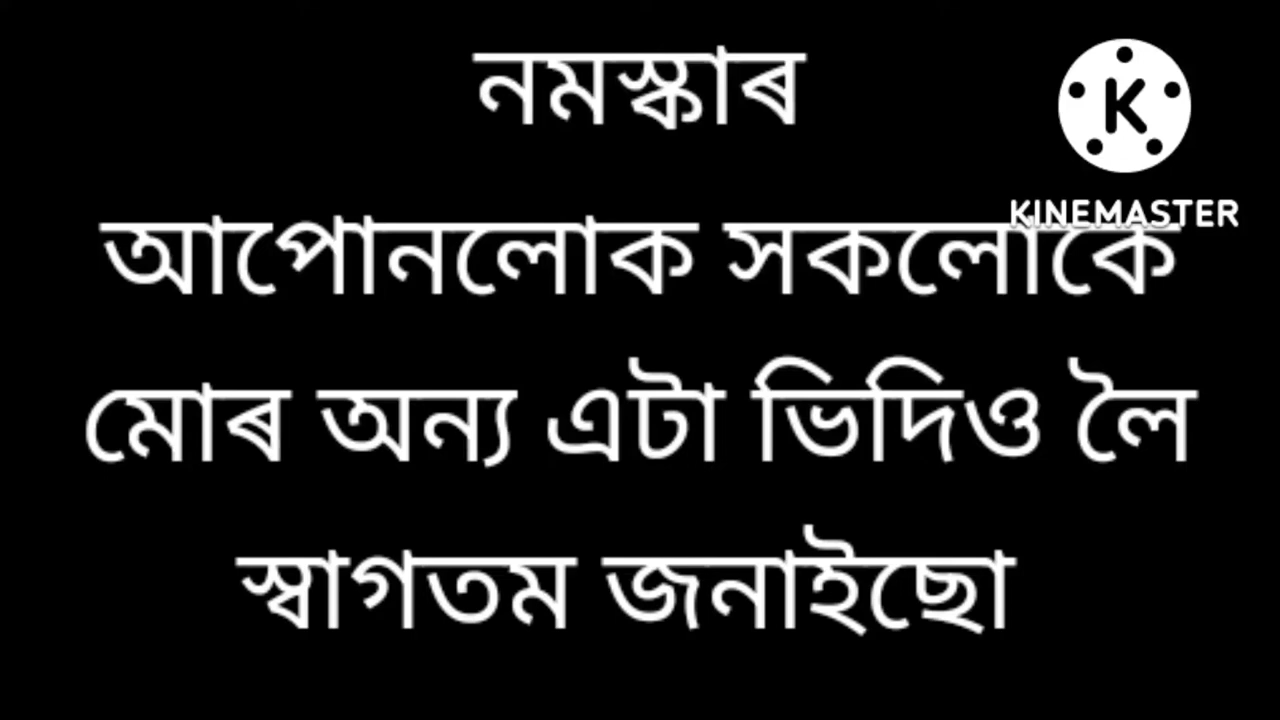 নমস্কাৰ
আপোনলোক সকলোকে
মোৰ অন্য এটা ভিদিও লৈ
স্বাগতম জনাইছো
K
KINEMASTER